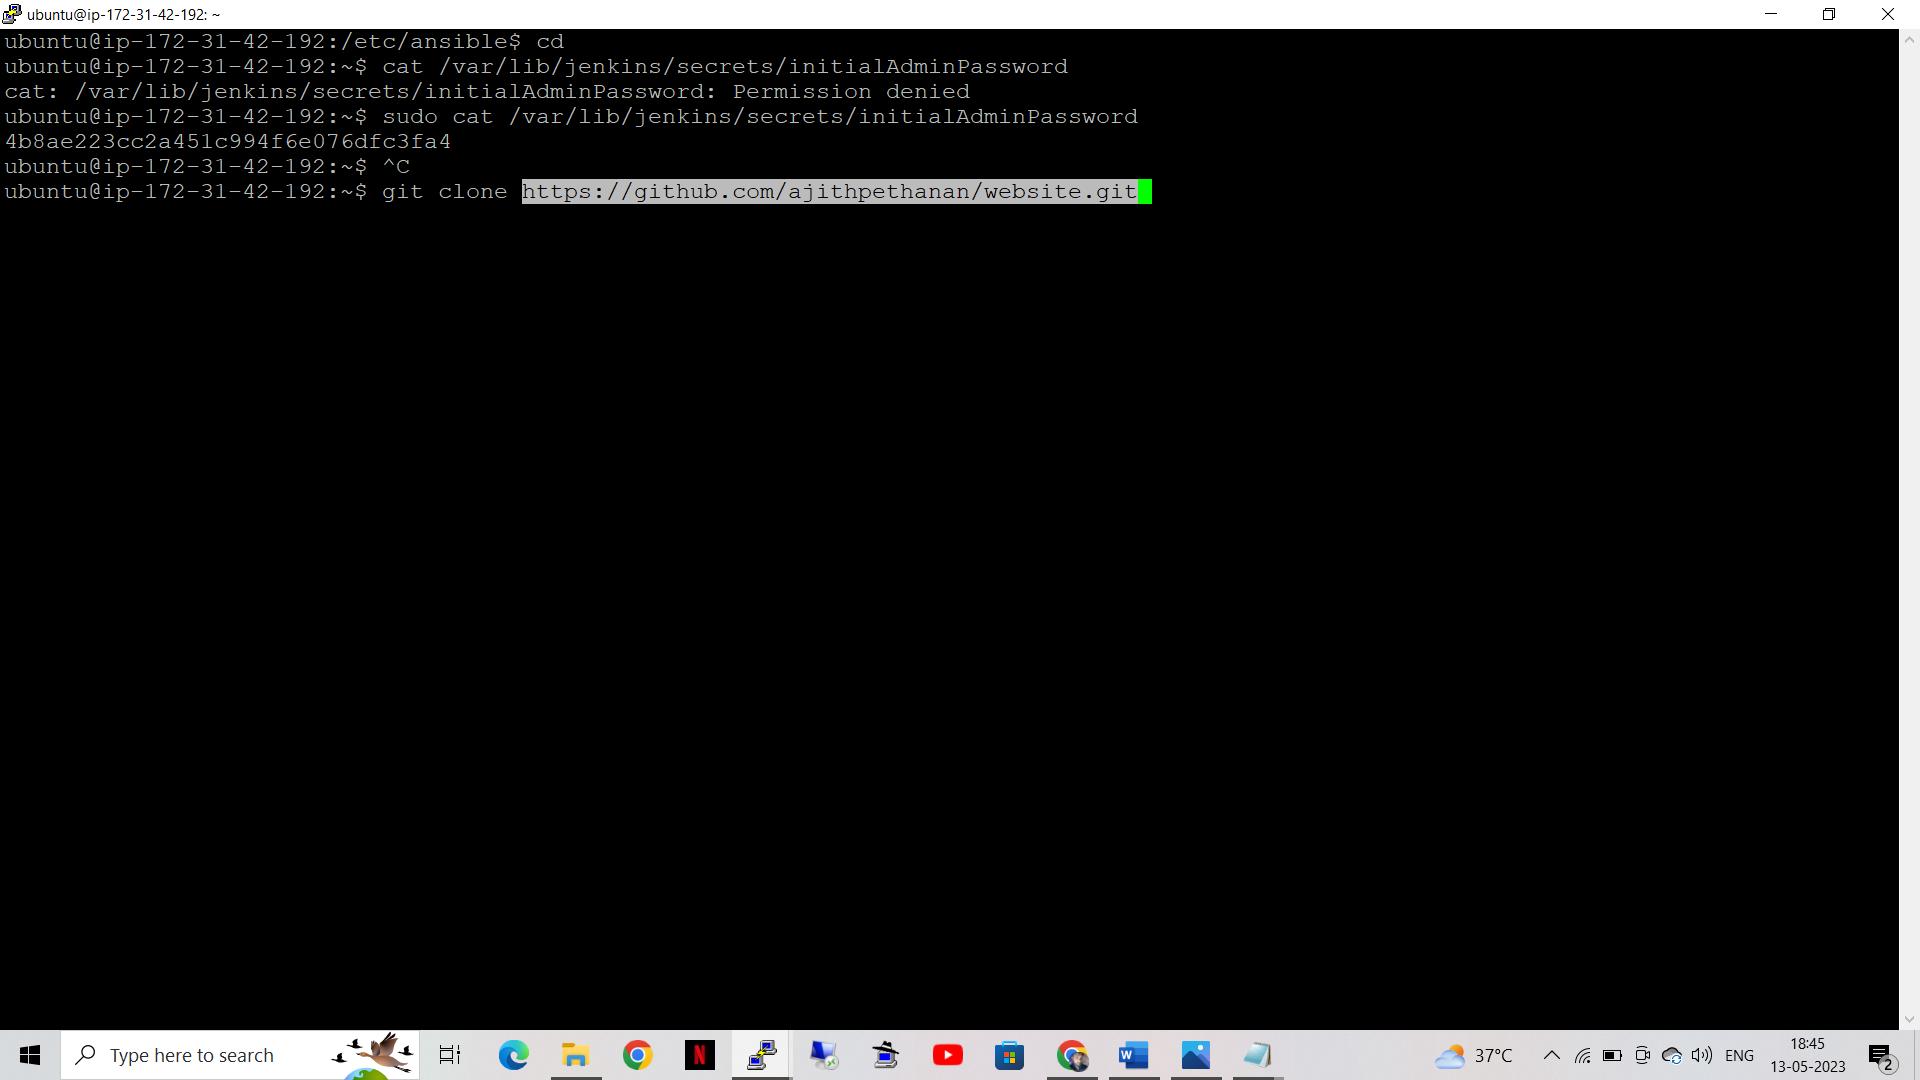 ubuntu@ip-172-31-42-192: ~
ubuntu@ip-172-31-42-192:/etc/ansible$ cd
ubuntu@ip-172-31-42-192:~$ cat /var/lib/jenkins/secrets/initialAdminPassword
cat: /var/lib/jenkins/secrets/initialAdminPassword: Permission denied
ubuntu@ip-172-31-42-192:~$ sudo cat /var/lib/jenkins/secrets/initialAdminPassword
4b8ae223cc2a451c994f6e076dfc3fa4
ubuntu@ip-172-31-42-192:~$ ^C
ubuntu@ip-172-31-42-192:~$ git clone https://github.com/ajithpethanan/website.git
Type here to search
N
W
37°C
ENG
18:45
13-05-2023
2